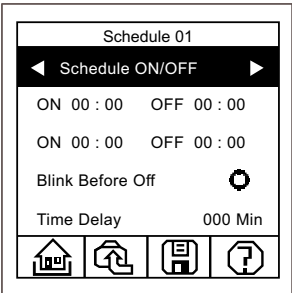 Schedule 01
Schedule ON/OFF
ON 00 : 00 OFF 00 : 00
ON 00 : 00 OFF 00 : 00
Blink Before Off
Time Delay 000 Min
?